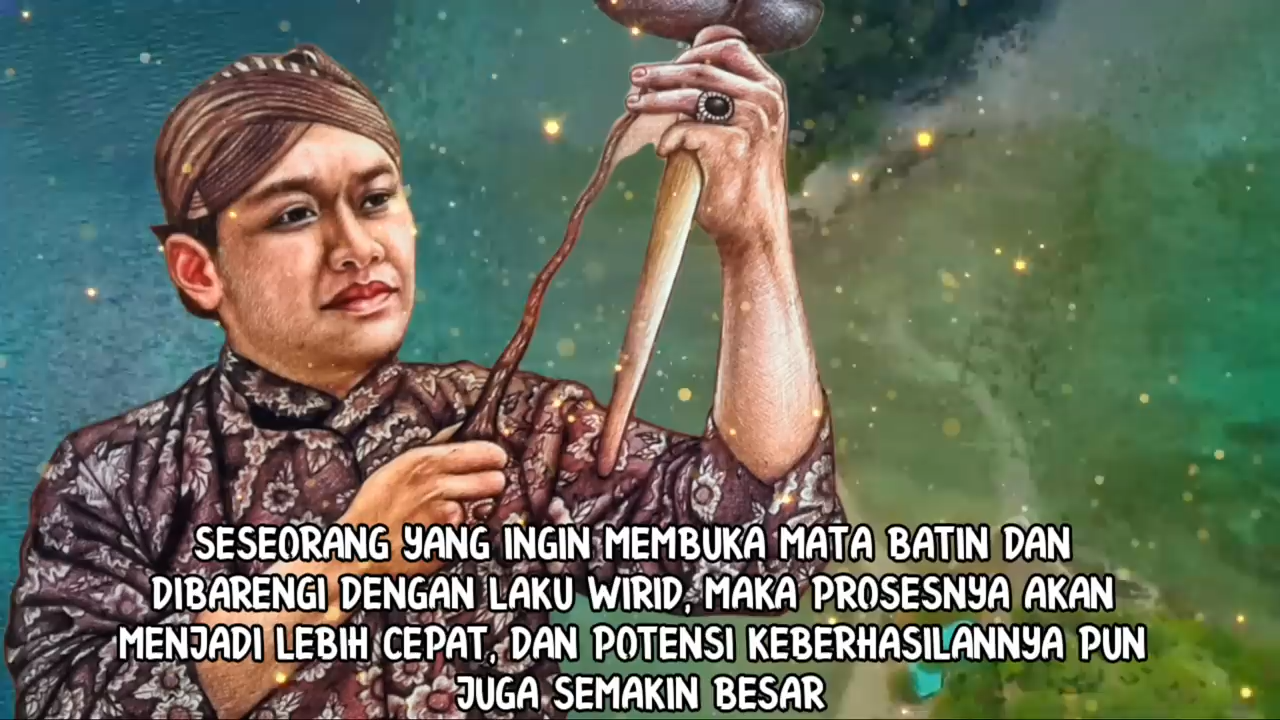 SESEORANG YANG INGIN MEMBUKA MATA BATIN DAN
DIBARENGI DENGAN LAKU WIRID, MAKA PROSESNYA AKAN
MENJADI LEBIH CEPAT, DAN POTENSI KEBERHASILANNYA PUN
JUGA SEMAKIN BESAR